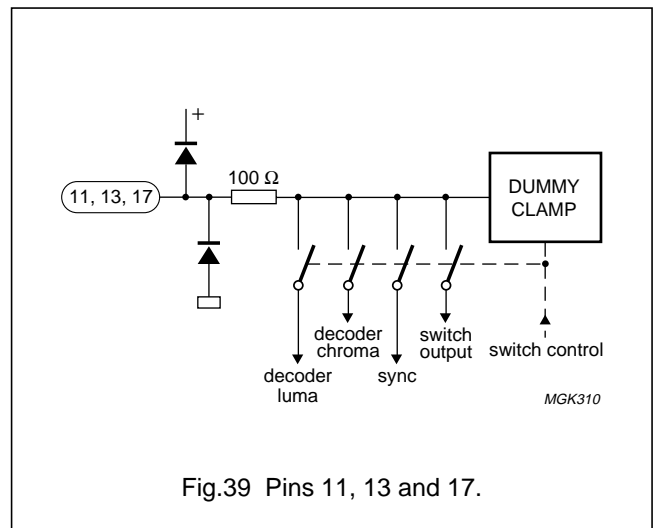 +
100 Ω
11, 13, 17
DUMMY
CLAMP
decoder
luma
decoder
chroma
sync
switch
output
switch control
MGK310
Fig.39 Pins 11, 13 and 17.